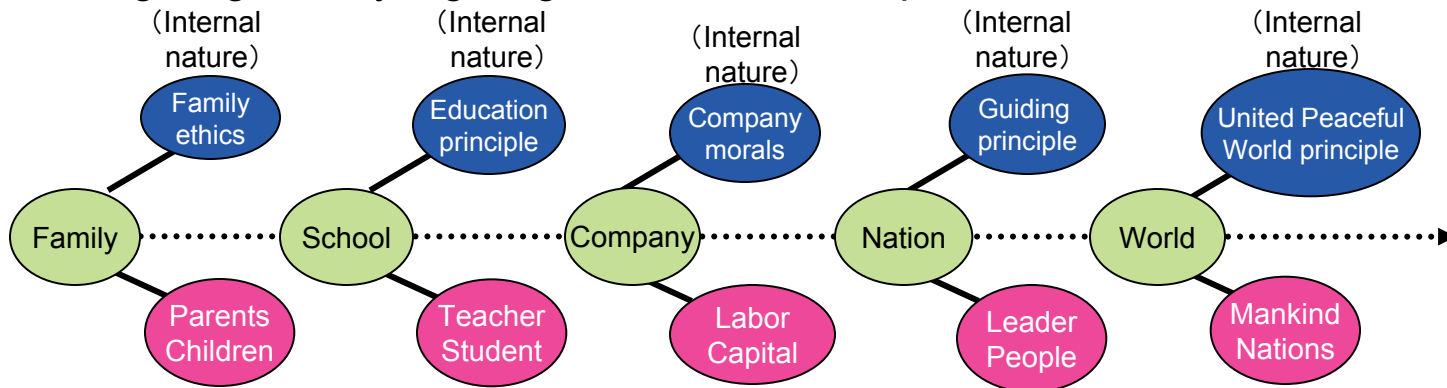 （Internal
nature）
（Internal
nature）
（Internal
nature）
（Internal
nature）
（Internal
nature）
Family
ethics
Education
principle
Company
morals
Guiding
principle
United Peaceful
World principle
Family
School
Company
Nation
World
Parents
Children
Teacher
Student
Labor
Capital
Leader
People
Mankind
Nations